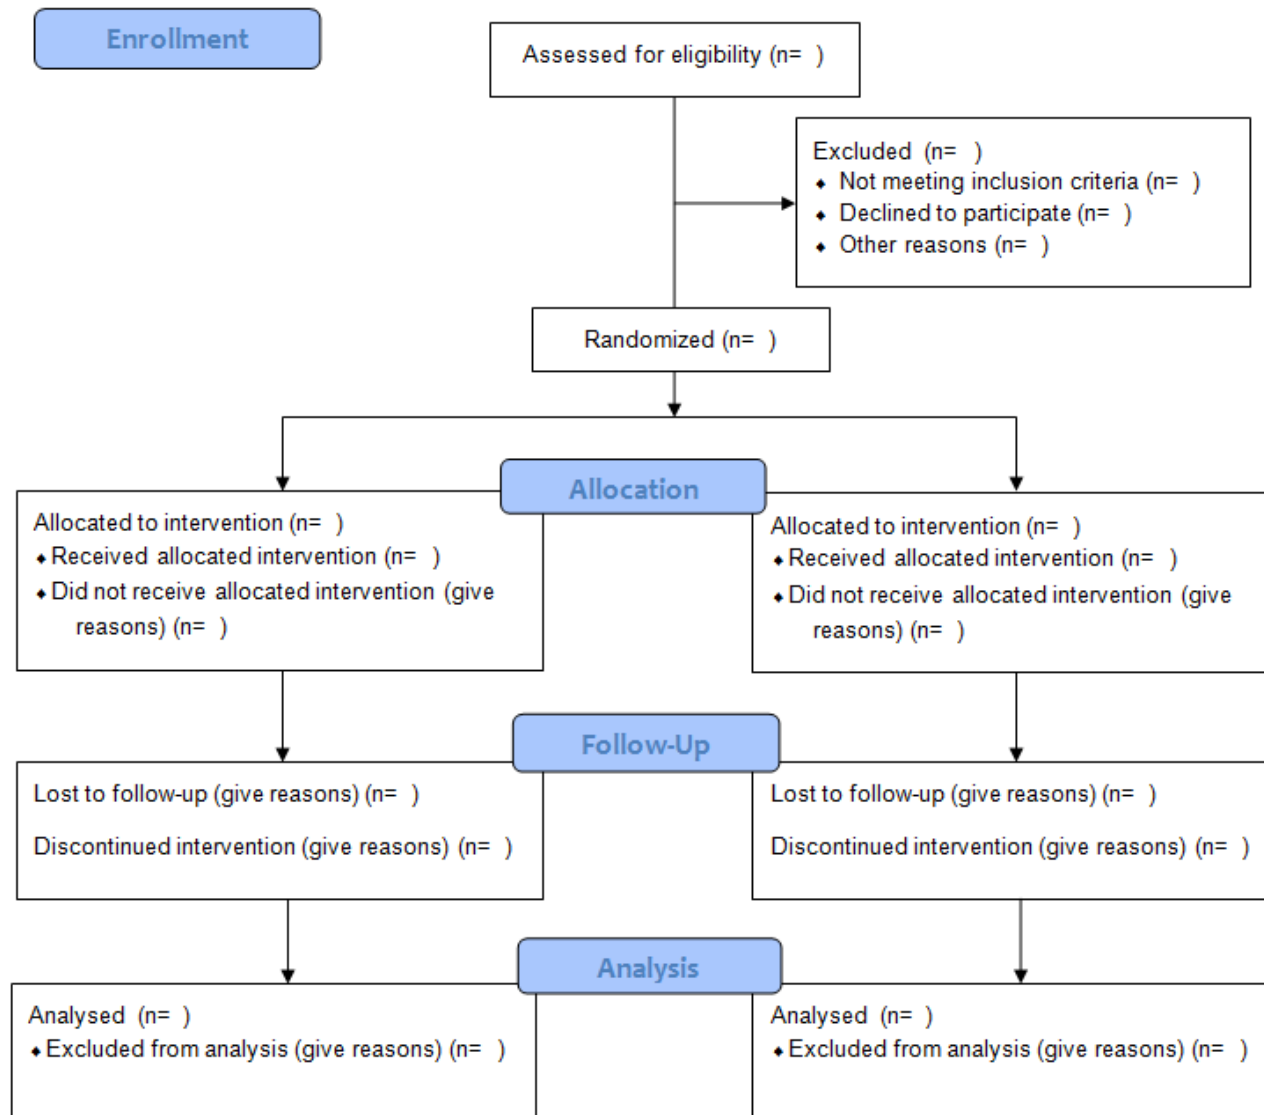 Enrollment
Assessed for eligibility (n= )
Excluded (n= )
⬥ Not meeting inclusion criteria (n= )
⬥ Declined to participate (n= )
⬥ Other reasons (n= )
Randomized (n= )
Allocation
Allocated to intervention (n= )
⬥ Received allocated intervention (n= )
⬥ Did not receive allocated intervention (give
reasons) (n= )
Allocated to intervention (n= )
⬥ Received allocated intervention (n= )
⬥ Did not receive allocated intervention (give
reasons) (n= )
Follow-Up
Lost to follow-up (give reasons) (n= )
Discontinued intervention (give reasons) (n= )
Lost to follow-up (give reasons) (n= )
Discontinued intervention (give reasons) (n= )
Analysis
Analysed (n= )
⬥ Excluded from analysis (give reasons) (n= )
Analysed (n= )
⬥ Excluded from analysis (give reasons) (n= )